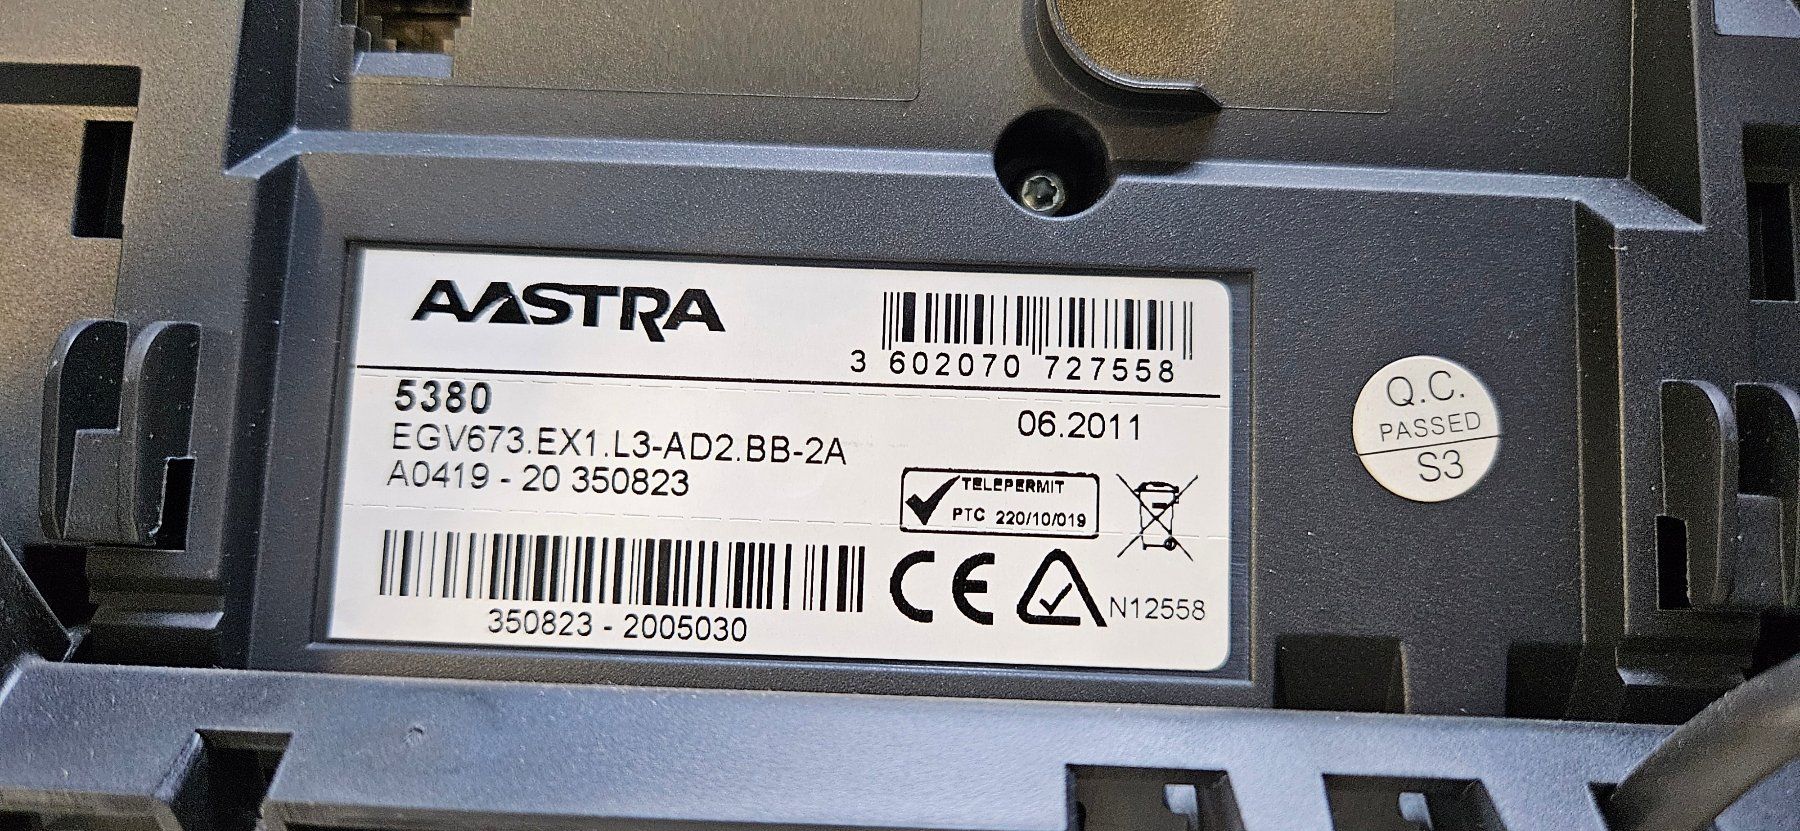 AASTRA
3 602070 727558
5380
06.2011
EGV673.EX1.L3-AD2.BB-2A
A0419 - 20 350823
TELEPERMIT
PTC 220/10/019
350823 - 2005030
CE
N12558
Q.C.
PASSED
S3